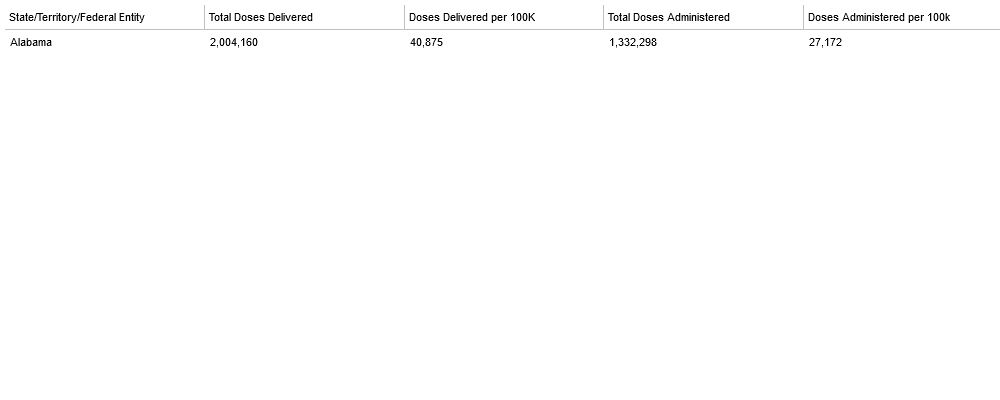 State/Territory/Federal Entity Total Doses Delivered Doses Delivered per 100K Total Doses Administered Doses Administered per 100k
Alabama 2,004,160 40,875 1,332,298 27,172